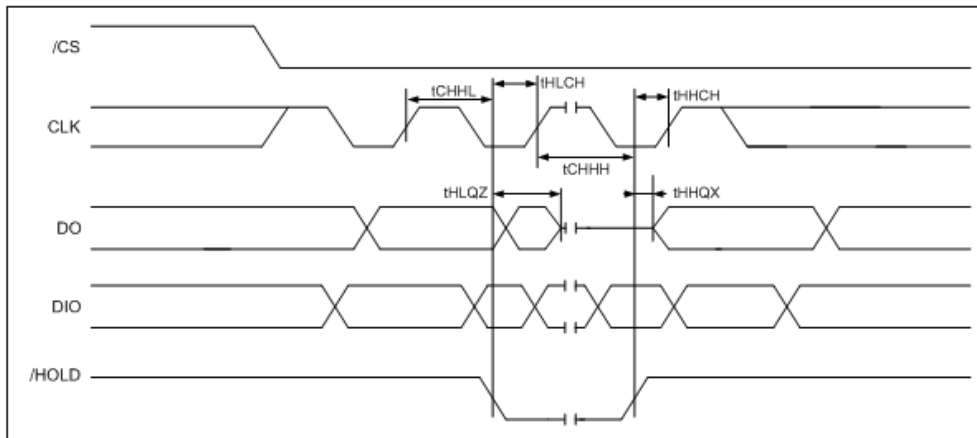 /CS
tCHHL
tHLCH
tHHCH
CLK
tCHHH
tHLQZ
tHHQX
DO
DIO
/HOLD